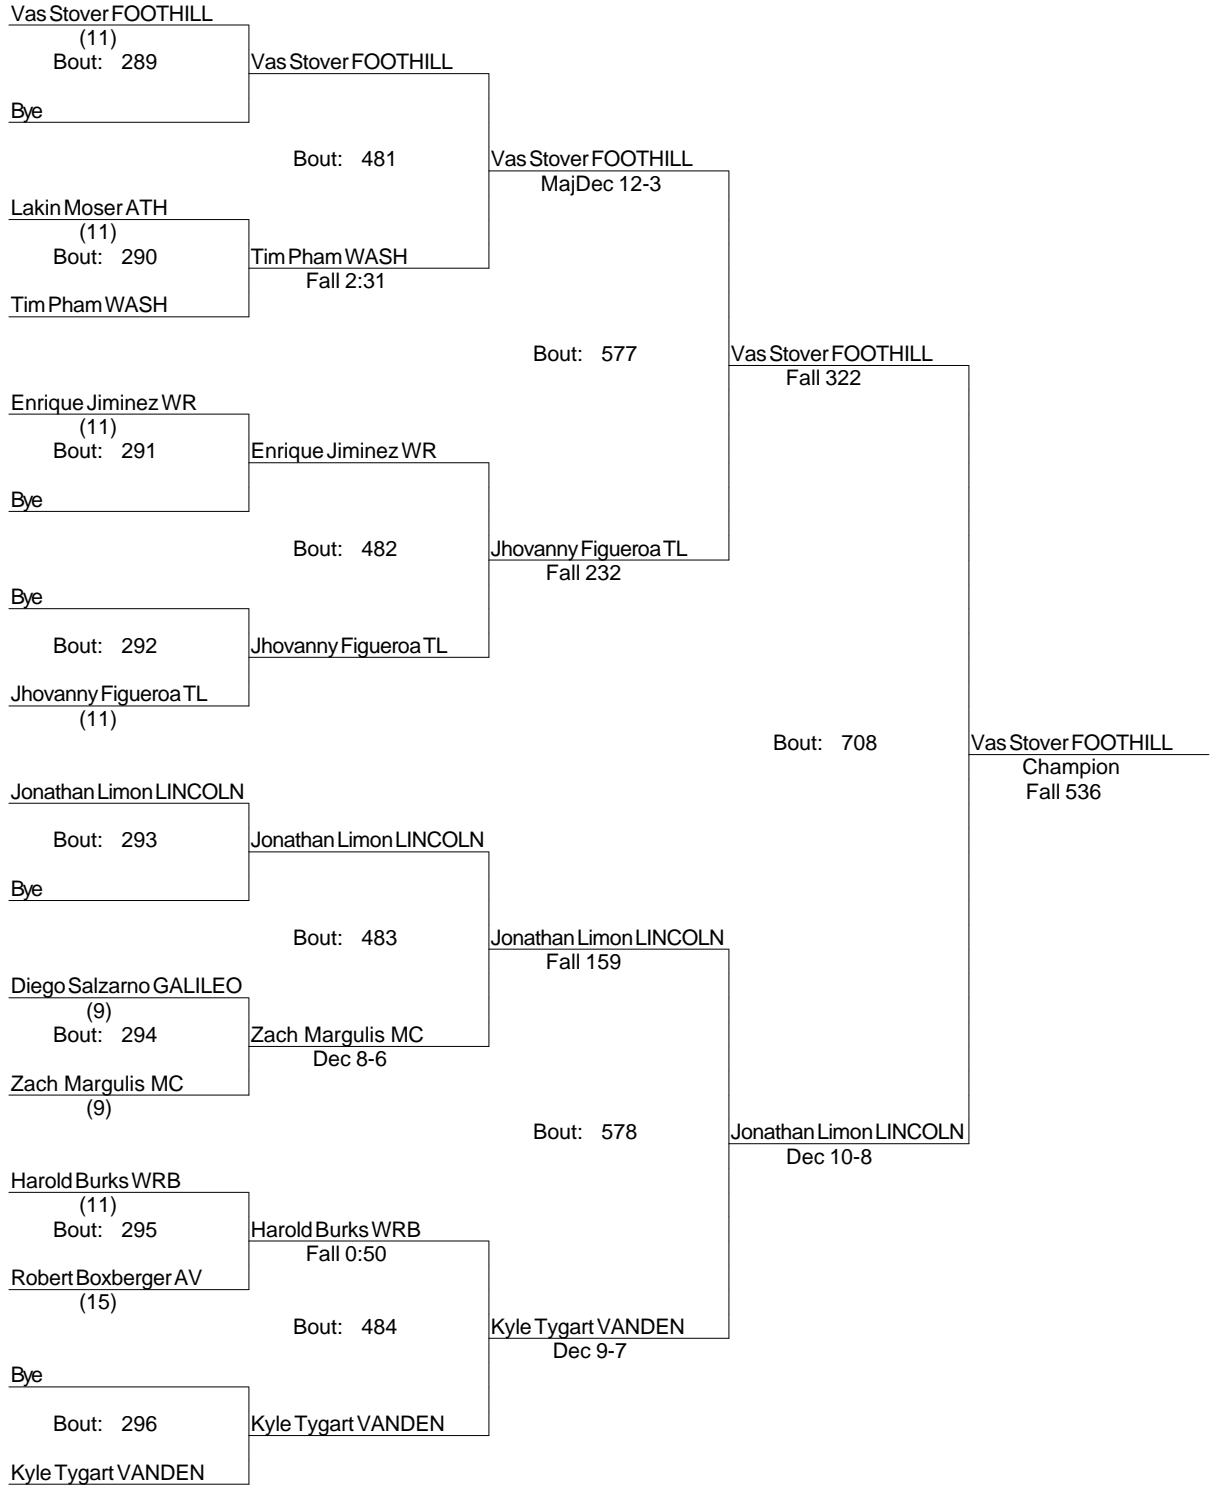 Vas Stover FOOTHILL
(11)
Bout: 289
Vas Stover FOOTHILL
Bye
Bout: 481
Vas Stover FOOTHILL
MajDec 12-3
Lakin Moser ATH
(11)
Bout: 290
Tim Pham WASH
Fall 2:31
Tim Pham WASH
Bout: 577
Vas Stover FOOTHILL
Fall 322
Enrique Jiminez WR
(11)
Bout: 291
Enrique Jiminez WR
Bye
Bout: 482
Jhovanny Figueroa TL
Fall 232
Bye
Bout: 292
Jhovanny Figueroa TL
Jhovanny Figueroa TL
(11)
Bout: 708
Vas Stover FOOTHILL
Champion
Fall 536
Jonathan Limon LINCOLN
Bout: 293
Jonathan Limon LINCOLN
Bye
Bout: 483
Jonathan Limon LINCOLN
Fall 159
Diego Salzarno GALILEO
(9)
Bout: 294
Zach Margulis MC
Dec 8-6
Zach Margulis MC
(9)
Bout: 578
Jonathan Limon LINCOLN
Dec 10-8
Harold Burks WRB
(11)
Bout: 295
Harold Burks WRB
Fall 0:50
Robert Boxberger AV
(15)
Bout: 484
Kyle Tygart VANDEN
Dec 9-7
Bye
Bout: 296
Kyle Tygart VANDEN
Kyle Tygart VANDEN